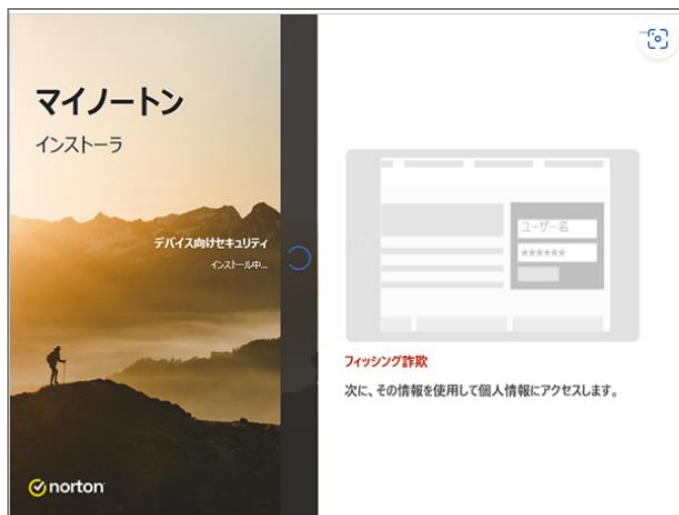 マイノートン
インストーラ
デバイス向けセキュリティ
インストール中...
norton
ユーザー名
******
フィッシング詐欺
次に、その情報を使用して個人情報にアクセスします。